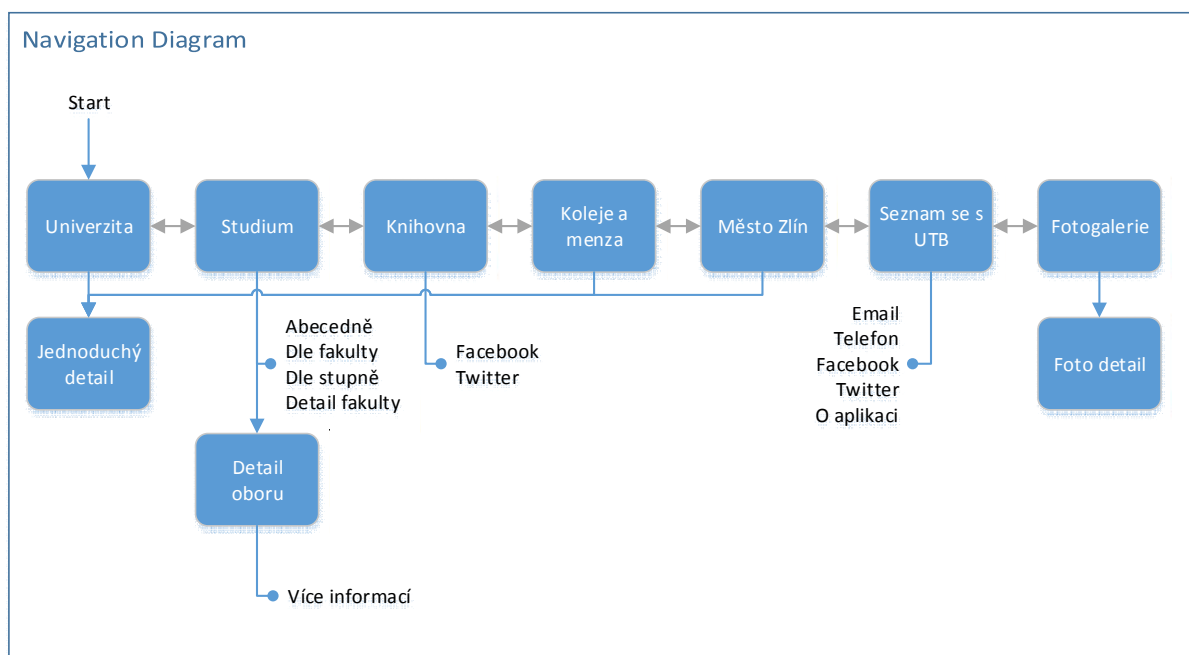 Navigation Diagram
Start
Univerzita
Studium
Knihovna
Koleje a
menza
Město Zlín
Seznam se s
UTB
Fotogalerie
Jednoduchý
detail
Abecedně
Dle fakulty
Dle stupně
Detail fakulty
.
Facebook
Twitter
Email
Telefon
Facebook
Twitter
O aplikaci
Foto detail
Detail
oboru
Více informací